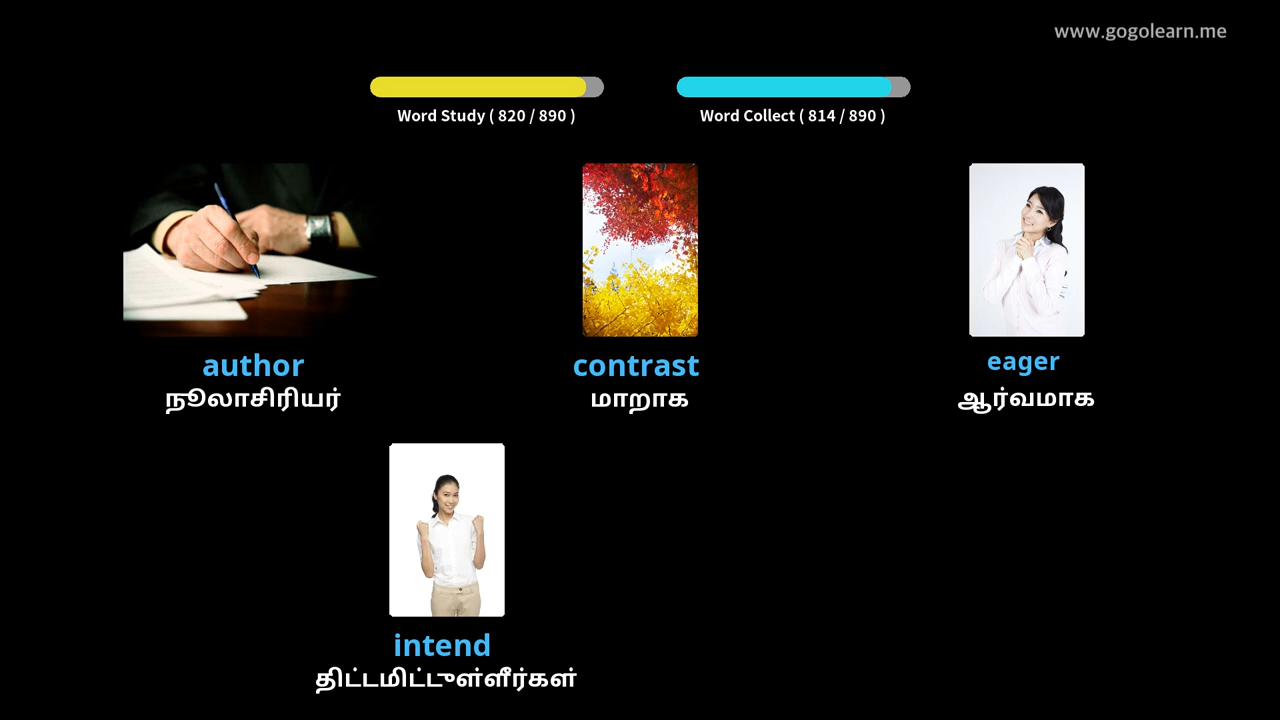 www.gogolearn.me
Word Study ( 820 / 890 )
Word Collect ( 814 / 890 )
author
நூலாசிரியர்
contrast
மாறாக
eager
ஆர்வமாக
intend
திட்டமிட்டுள்ளீர்கள்